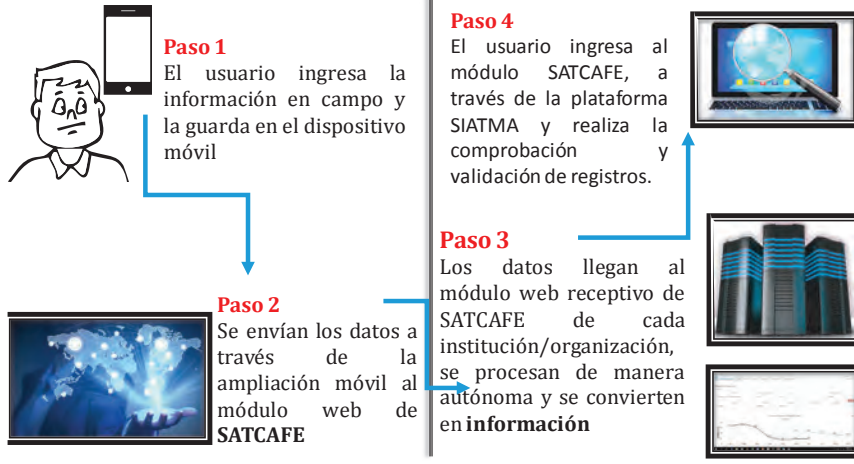 Paso 1
El usuario ingresa la
información en campo y
la guarda en el dispositivo
móvil
Paso 2
Se envían los datos a
través de la
ampliación móvil al
módulo web de
SATCAFE
Paso 3
Los datos llegan al
módulo web receptivo de
SATCAFE de cada
institución/organización,
se procesan de manera
autónoma y se convierten
en información
Paso 4
El usuario ingresa al
módulo SATCAFE, a
través de la plataforma
SIATMA y realiza la
comprobación y
validación de registros.